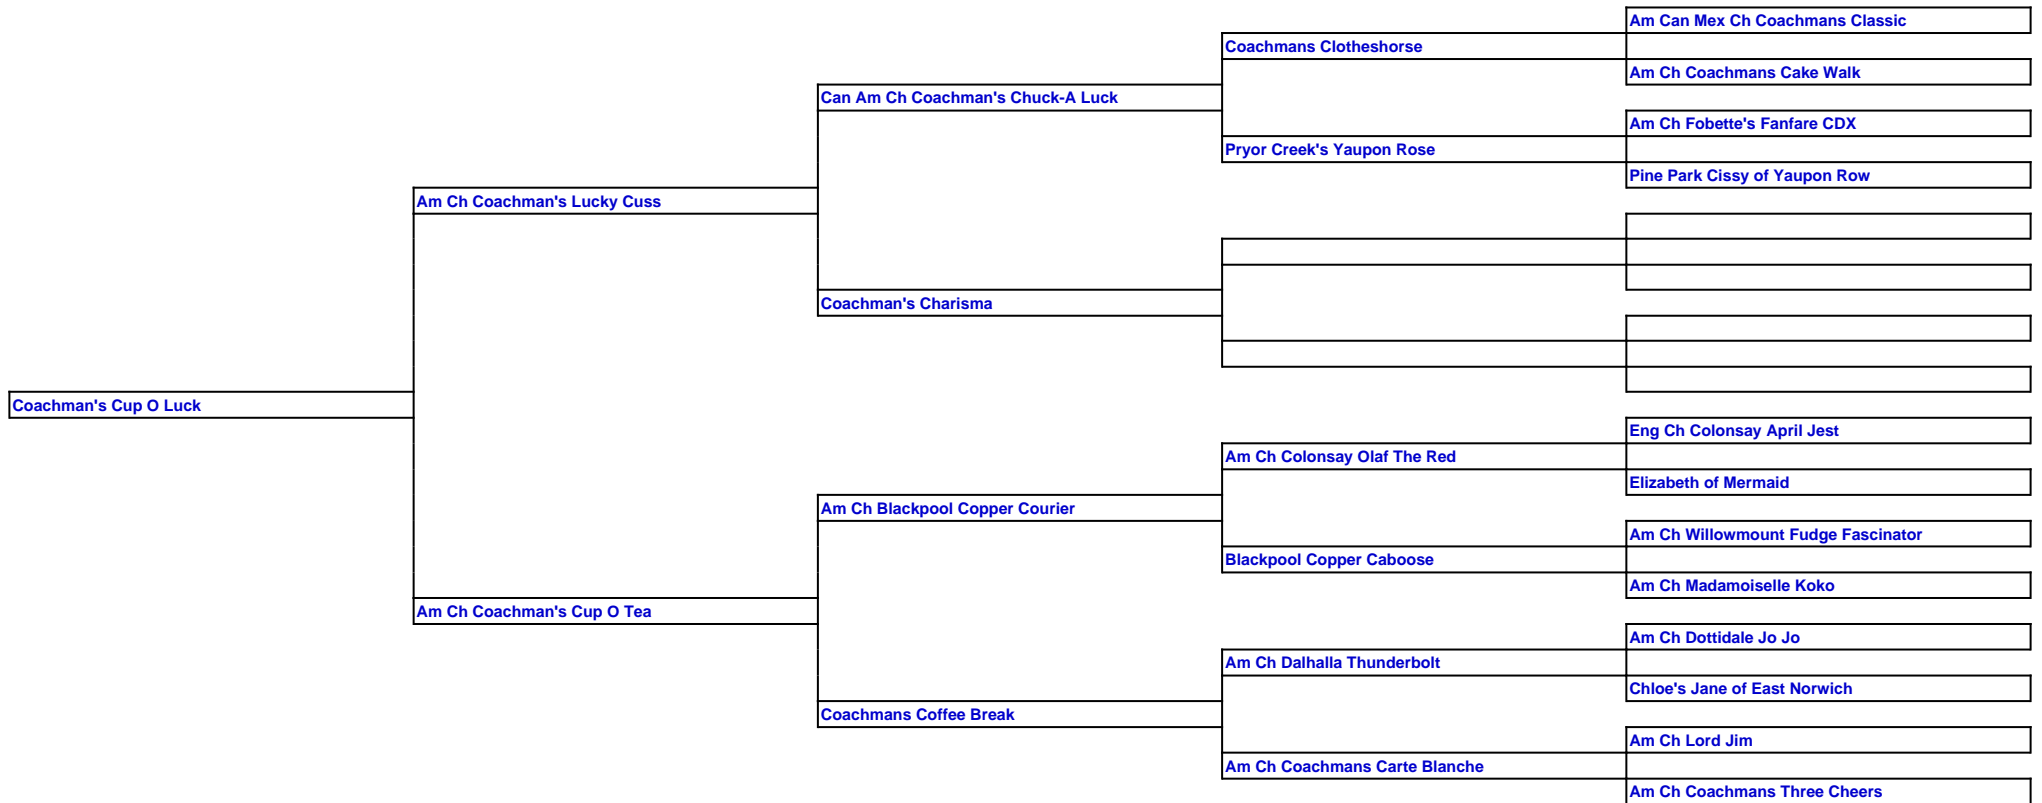 Am Can Mex Ch Coachmans Classic
Coachmans Clotheshorse
Am Ch Coachmans Cake Walk
Can Am Ch Coachman's Chuck-A Luck
Am Ch Fobette's Fanfare CDX
Pryor Creek's Yaupon Rose
Pine Park Cissy of Yaupon Row
Am Ch Coachman's Lucky Cuss
Coachman's Charisma
Coachman's Cup O Luck
Eng Ch Colonsay April Jest
Am Ch Colonsay Olaf The Red
Elizabeth of Mermaid
Am Ch Blackpool Copper Courier
Am Ch Willowmount Fudge Fascinator
Blackpool Copper Caboose
Am Ch Madamoiselle Koko
Am Ch Coachman's Cup O Tea
Am Ch Dottidale Jo Jo
Am Ch Dalhalla Thunderbolt
Chloe's Jane of East Norwich
Coachmans Coffee Break
Am Ch Lord Jim
Am Ch Coachmans Carte Blanche
Am Ch Coachmans Three Cheers